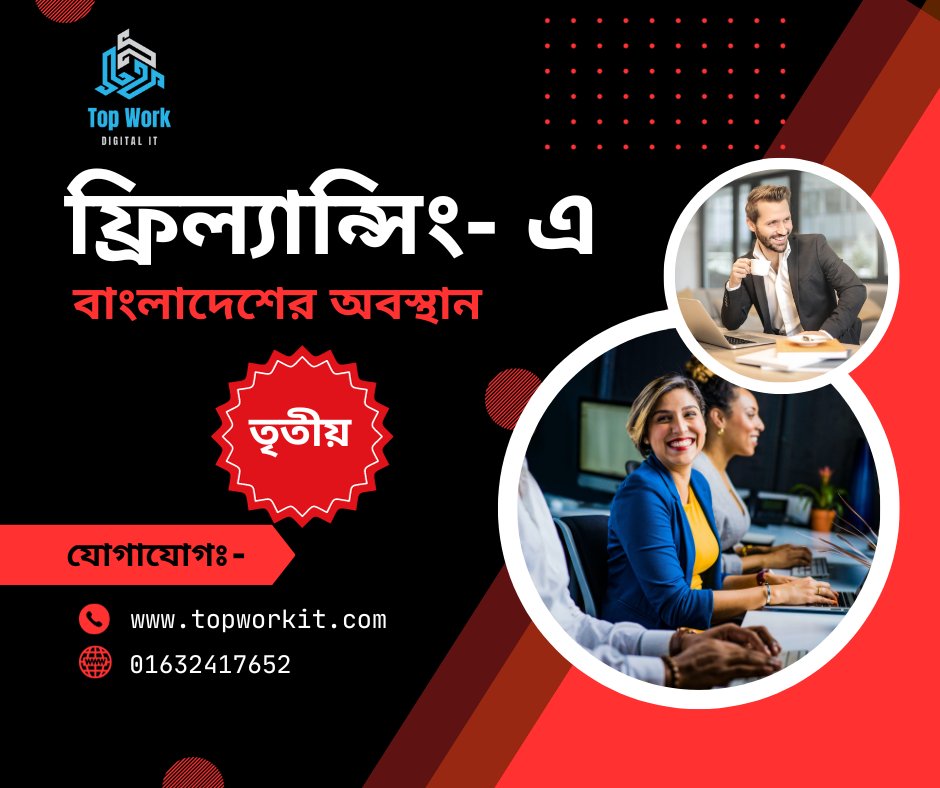 Top Work
DIGITAL IT
ফ্রিল্যান্সিং- এ
বাংলাদেশের অবস্থান
তৃতীয়
যোগাযোগঃ-
www.topworkit.com
01632417652